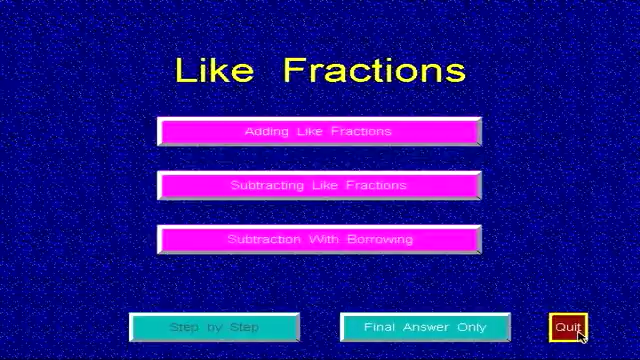 Like Fractions
Adding Like Fractions
Subtracting Like Fractions
Subtraction With Borrowing
Step by Step
Final Answer Only
Quit